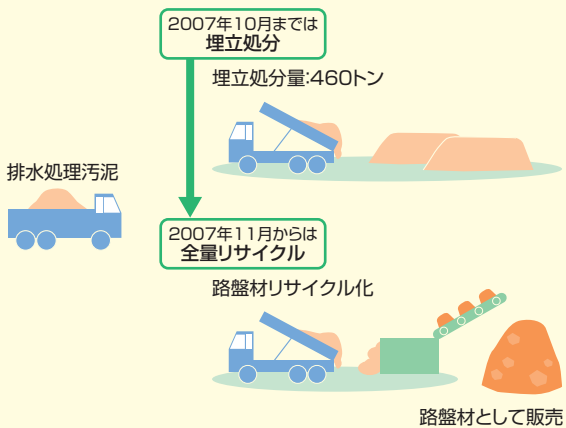 2007年10月までは
埋立処分
埋立処分量:460トン
排水処理汚泥
2007年11月からは
全量リサイクル
路盤材リサイクル化
路盤材として販売